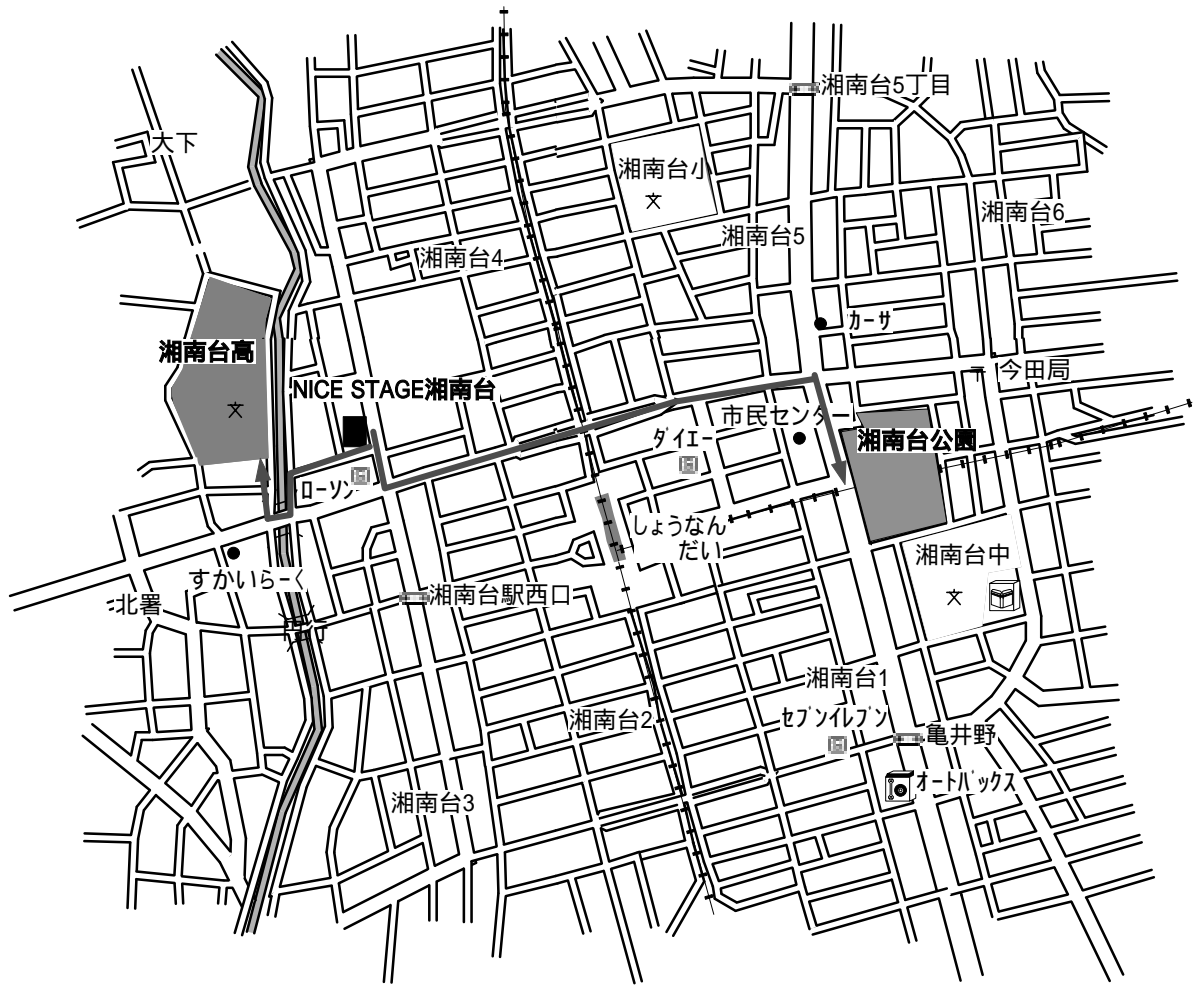 湘南台5丁目
大下
湘南台小
湘南台6
湘南台5
湘南台4
カーサ
湘南台高
今田局
NICE STAGE湘南台
市民センター
ダイエー
湘南台公園
ローソン
しょうなん
だい
湘南台中
すかいらーく
北署
湘南台駅西口
円行
湘南台1
セブンイレブン
湘南台2
亀井野
オートバックス
湘南台3